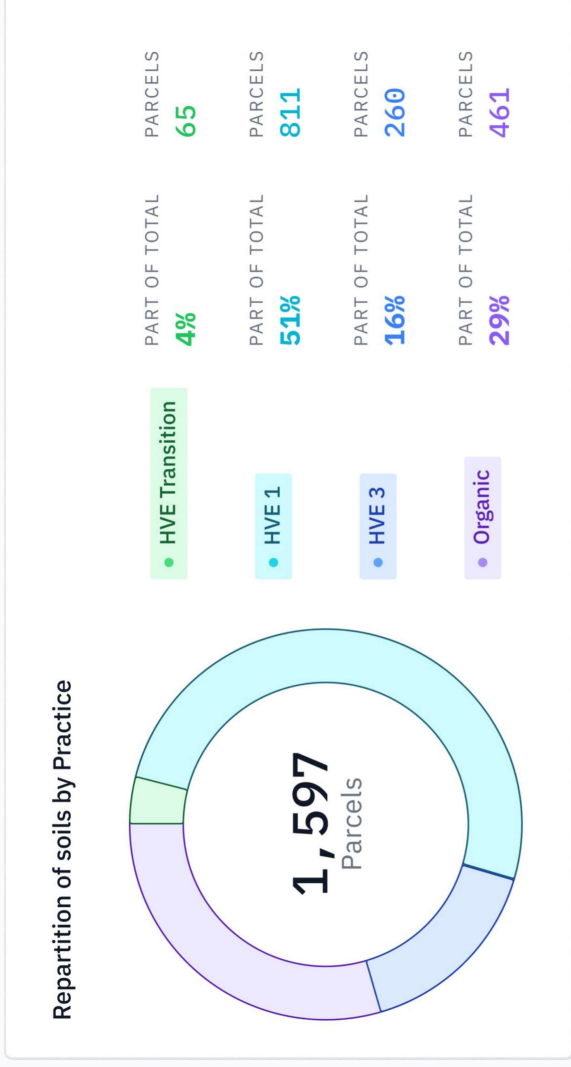 Repartition of soils by Practice
1,597
Parcels
HVE Transition
PART OF TOTAL
4%
PARCELS
65
HVE 1
PART OF TOTAL
51%
PARCELS
811
HVE 3
PART OF TOTAL
16%
PARCELS
260
Organic
PART OF TOTAL
29%
PARCELS
461